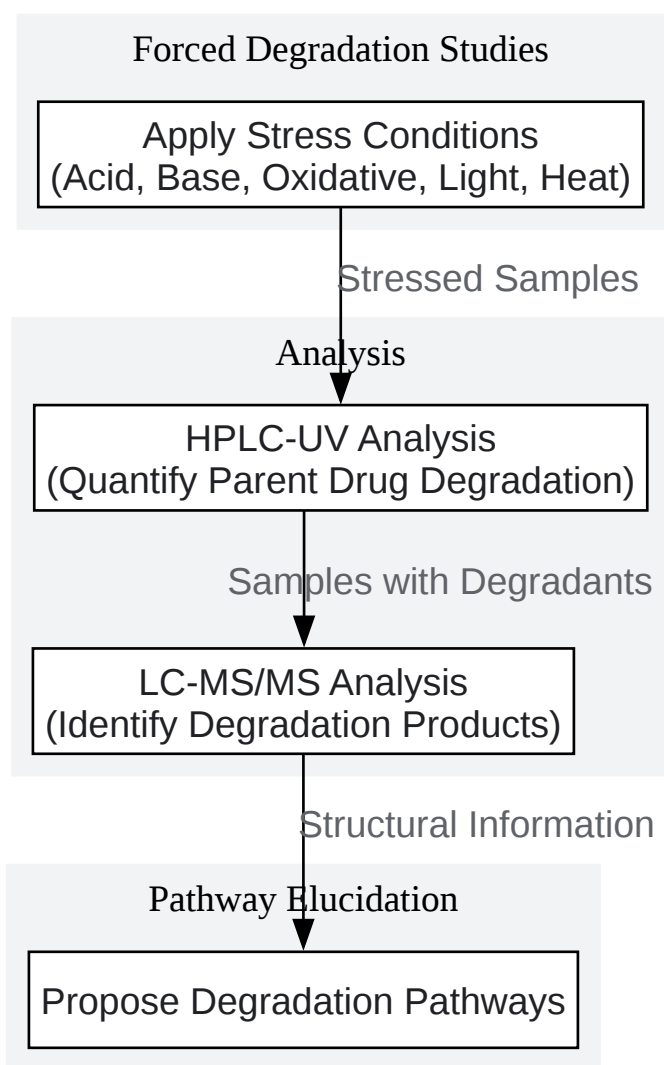 Forced Degradation Studies
Apply Stress Conditions
(Acid, Base, Oxidative, Light, Heat)
Stressed Samples
Analysis
HPLC-UV Analysis
(Quantify Parent Drug Degradation)
Samples with Degradants
LC-MS/MS Analysis
(Identify Degradation Products)
Structural Information
Pathway Elucidation
Propose Degradation Pathways